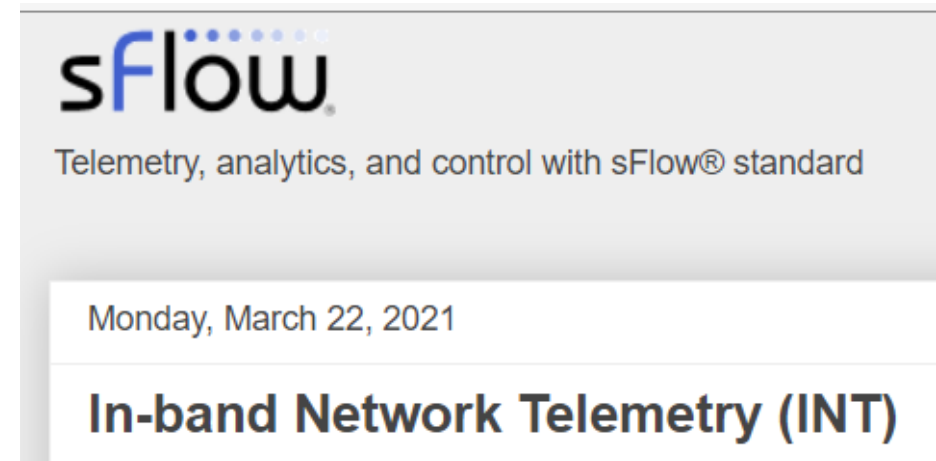 sFlow®
Telemetry, analytics, and control with sFlow® standard
Monday, March 22, 2021
In-band Network Telemetry (INT)